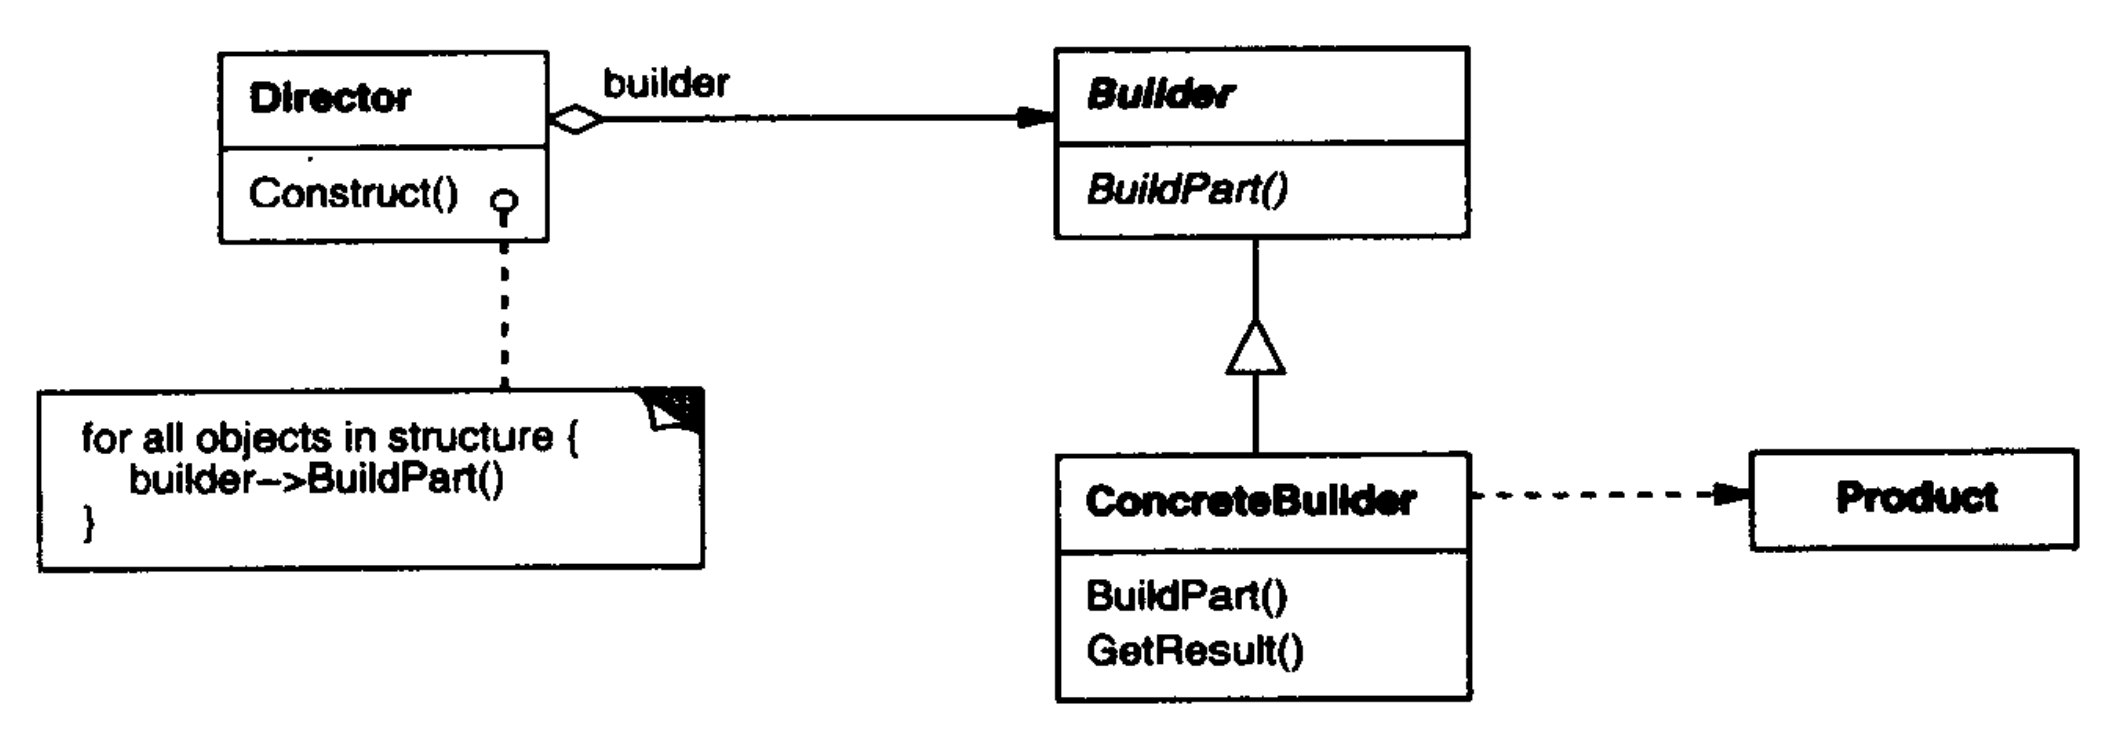 Director
Construct()
builder
Builder
BuildPart()
for all objects in structure {
builder->BuildPart()
}
ConcreteBuilder
BuildPart()
GetResult()
Product